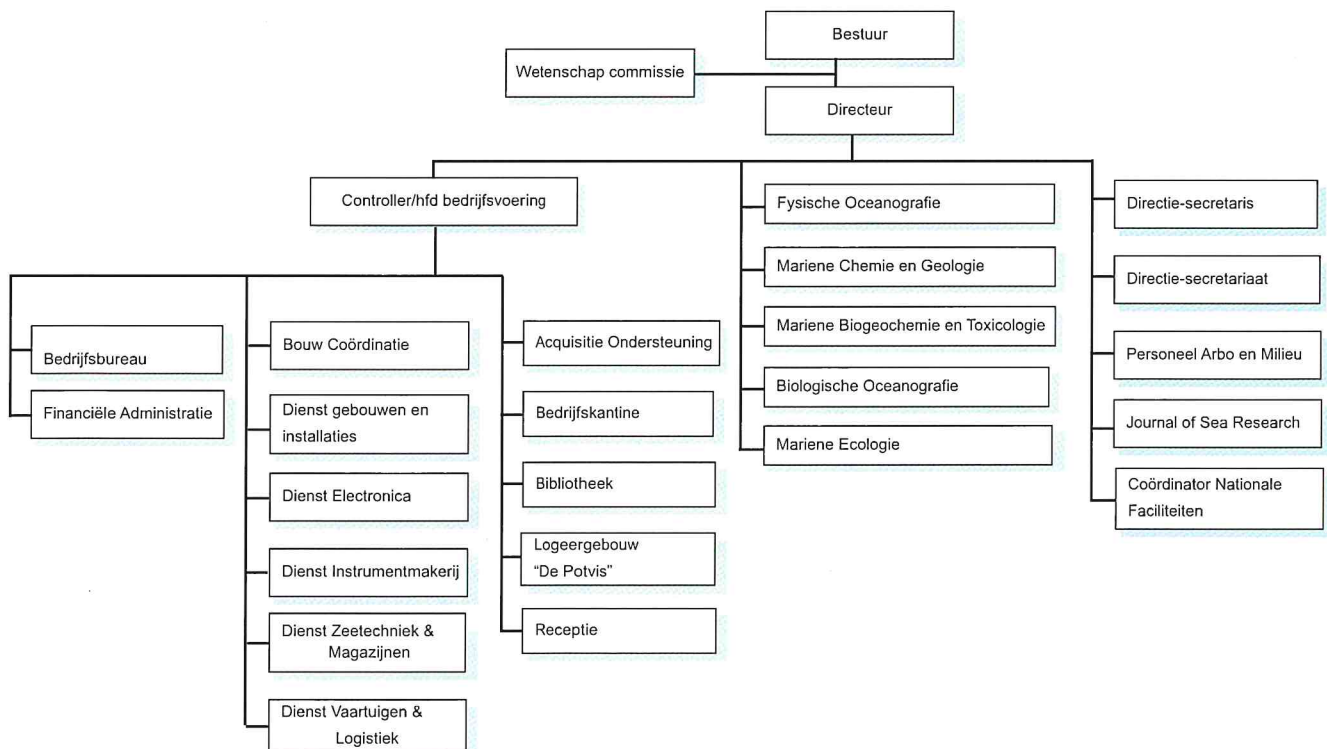 Bestuur
Wetenschap commissie
Directeur
Controller/hfd bedrijfsvoering
Bedrijfsbureau
Financiële Administratie
Bouw Coördinatie
Dienst gebouwen en
installaties
Dienst Electronica
Dienst Instrumentmakerij
Dienst Zeetechniek &
Magazijnen
Dienst Vaartuigen &
Logistiek
Acquisitie Ondersteuning
Bedrijfskantine
Bibliotheek
Logeergebouw
“De Potvis”
Receptie
Fysische Oceanografie
Mariene Chemie en Geologie
Mariene Biogeochemie en Toxicologie
Biologische Oceanografie
Mariene Ecologie
Directie-secretaris
Directie-secretariaat
Personeel Arbo en Milieu
Journal of Sea Research
Coördinator Nationale
Faciliteiten